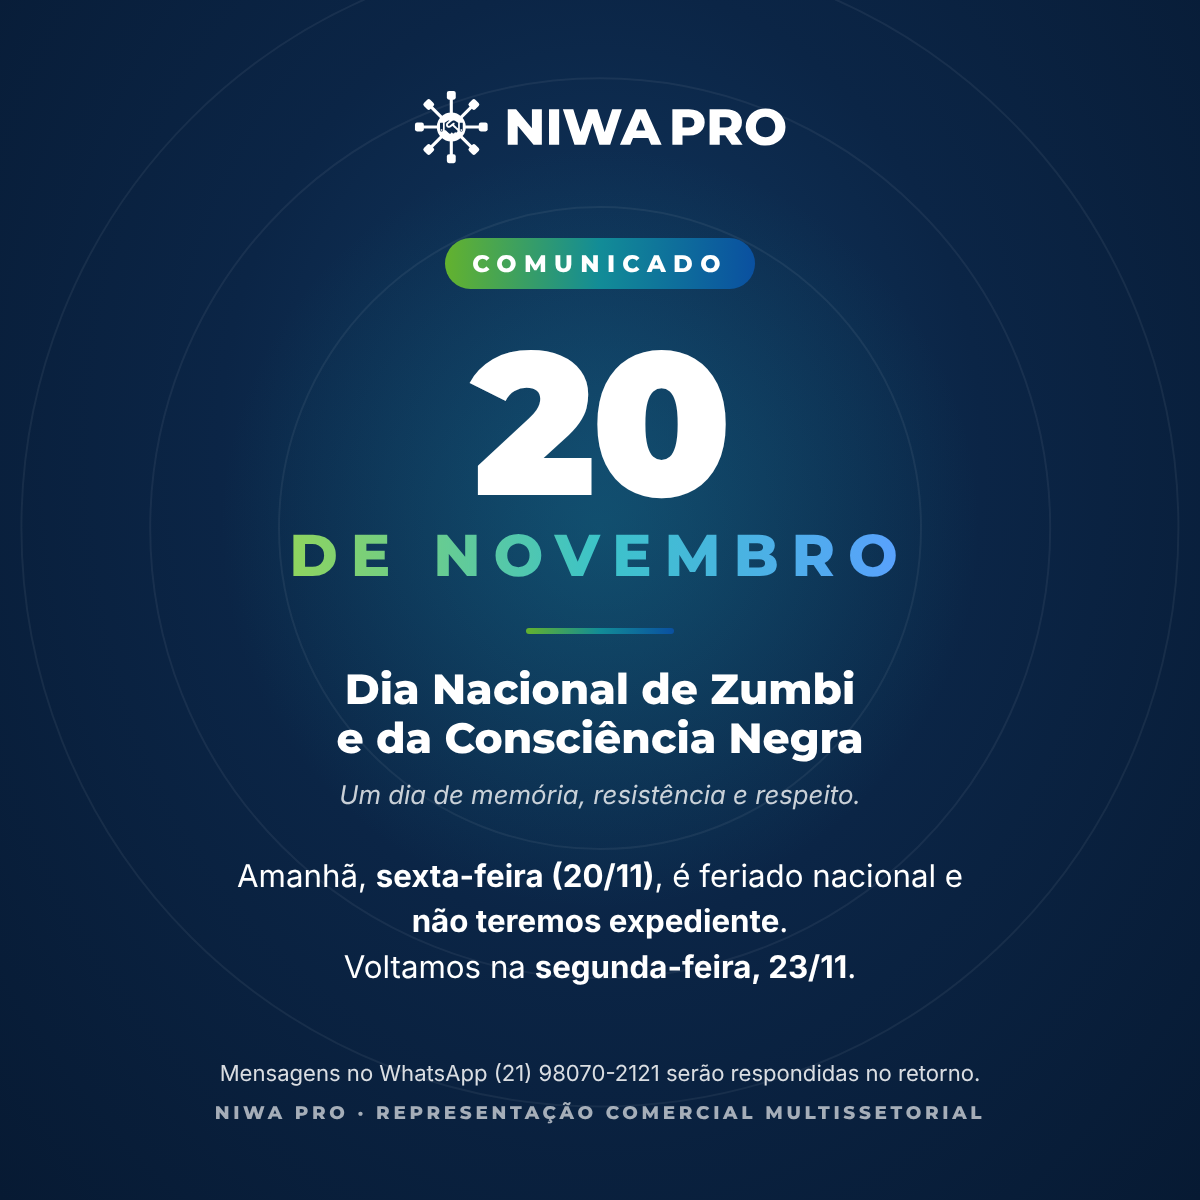 NIWA PRO
COMUNICADO
20
DE NOVEMBRO
Dia Nacional de Zumbi
e da Consciência Negra
Um dia de memória, resistência e respeito.
Amanhã, sexta-feira (20/11), é feriado nacional e
não teremos expediente.
Voltamos na segunda-feira, 23/11.
Mensagens no WhatsApp (21) 98070-2121 serão respondidas no retorno.
NIWA PRO · REPRESENTAÇÃO COMERCIAL MULTISSETORIAL